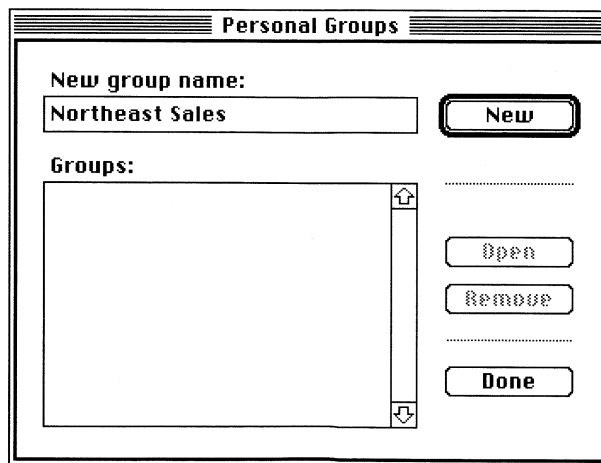 Personal Groups
New group name:
Northeast Sales
New
Groups:
Open
Remove
Done